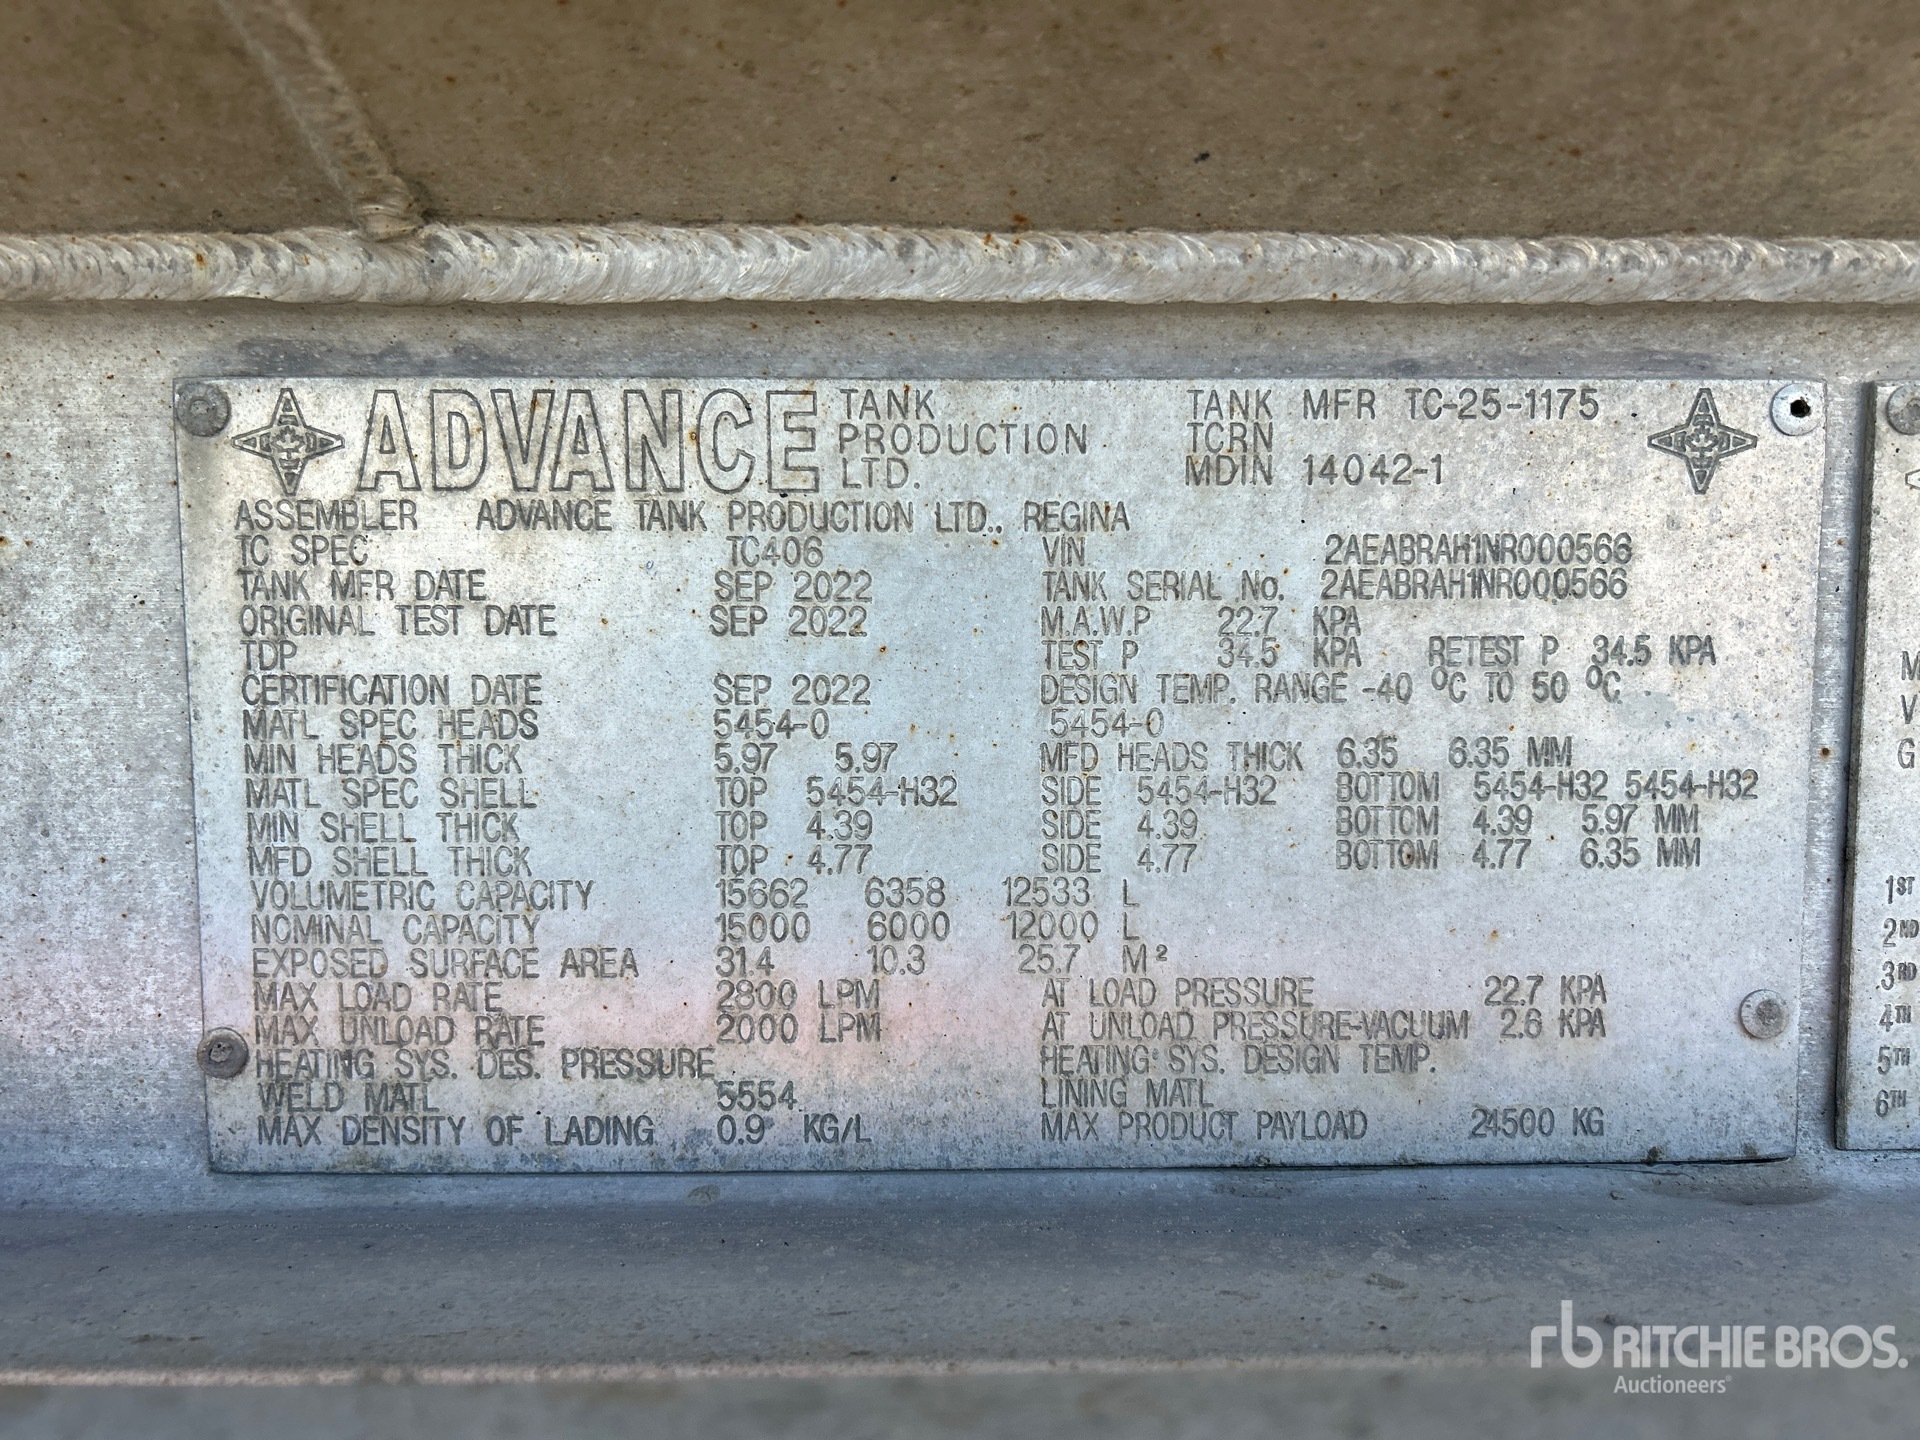 ADVANCE TANK PRODUCTION LTD.
TANK MFR TC-25-1175
TCRN
MDIN 14042-1
ASSEMBLER ADVANCE TANK PRODUCTION LTD., REGINA
TC SPEC TC406 VIN 2AEABRAH1NR000566
TANK MFR DATE SEP 2022 TANK SERIAL No. 2AEABRAH1NR000566
ORIGINAL TEST DATE SEP 2022 M.A.W.P 22.7 KPA
TDP TEST P 34.5 KPA RETEST P 34.5 KPA
CERTIFICATION DATE SEP 2022 DESIGN TEMP. RANGE -40 °C TO 50 °C
MATL SPEC HEADS 5454-0 5454-0
MIN HEADS THICK 5.97 5.97 MFD HEADS THICK 6.35 6.35 MM
MATL SPEC SHELL TOP 5454-H32 SIDE 5454-H32 BOTTOM 5454-H32 5454-H32
MIN SHELL THICK TOP 4.39 SIDE 4.39 BOTTOM 4.39 5.97 MM
MFD SHELL THICK TOP 4.77 SIDE 4.77 BOTTOM 4.77 6.35 MM
VOLUMETRIC CAPACITY 15662 6358 12533 L
NOMINAL CAPACITY 15000 6000 12000 L
EXPOSED SURFACE AREA 31.4 10.3 25.7 M²
MAX LOAD RATE 2800 LPM AT LOAD PRESSURE 22.7 KPA
MAX UNLOAD RATE 2000 LPM AT UNLOAD PRESSURE-VACUUM 2.6 KPA
HEATING SYS. DES. PRESSURE HEATING SYS. DESIGN TEMP.
WELD MATL 5554 LINING MATL
MAX DENSITY OF LADING 0.9 KG/L MAX PRODUCT PAYLOAD 24500 KG
M
V
G
1ST
2ND
3RD
4TH
5TH
6TH
rb RITCHIE BROS.
Auctioneers